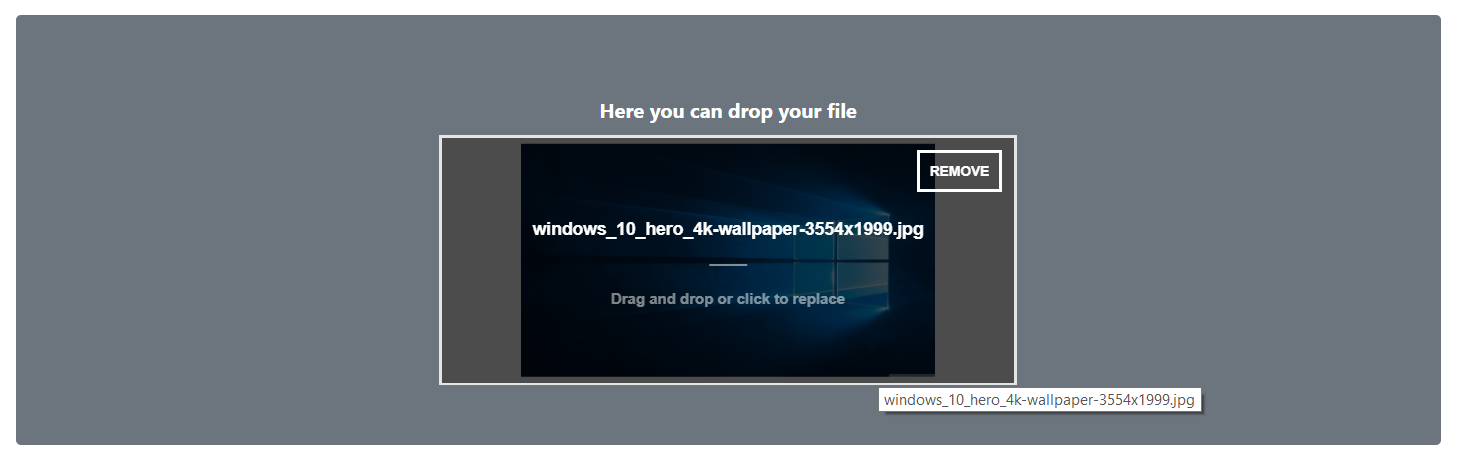 Here you can drop your file
REMOVE
windows_10_hero_4k-wallpaper-3554x1999.jpg
Drag and drop or click to replace
windows_10_hero_4k-wallpaper-3554x1999.jpg